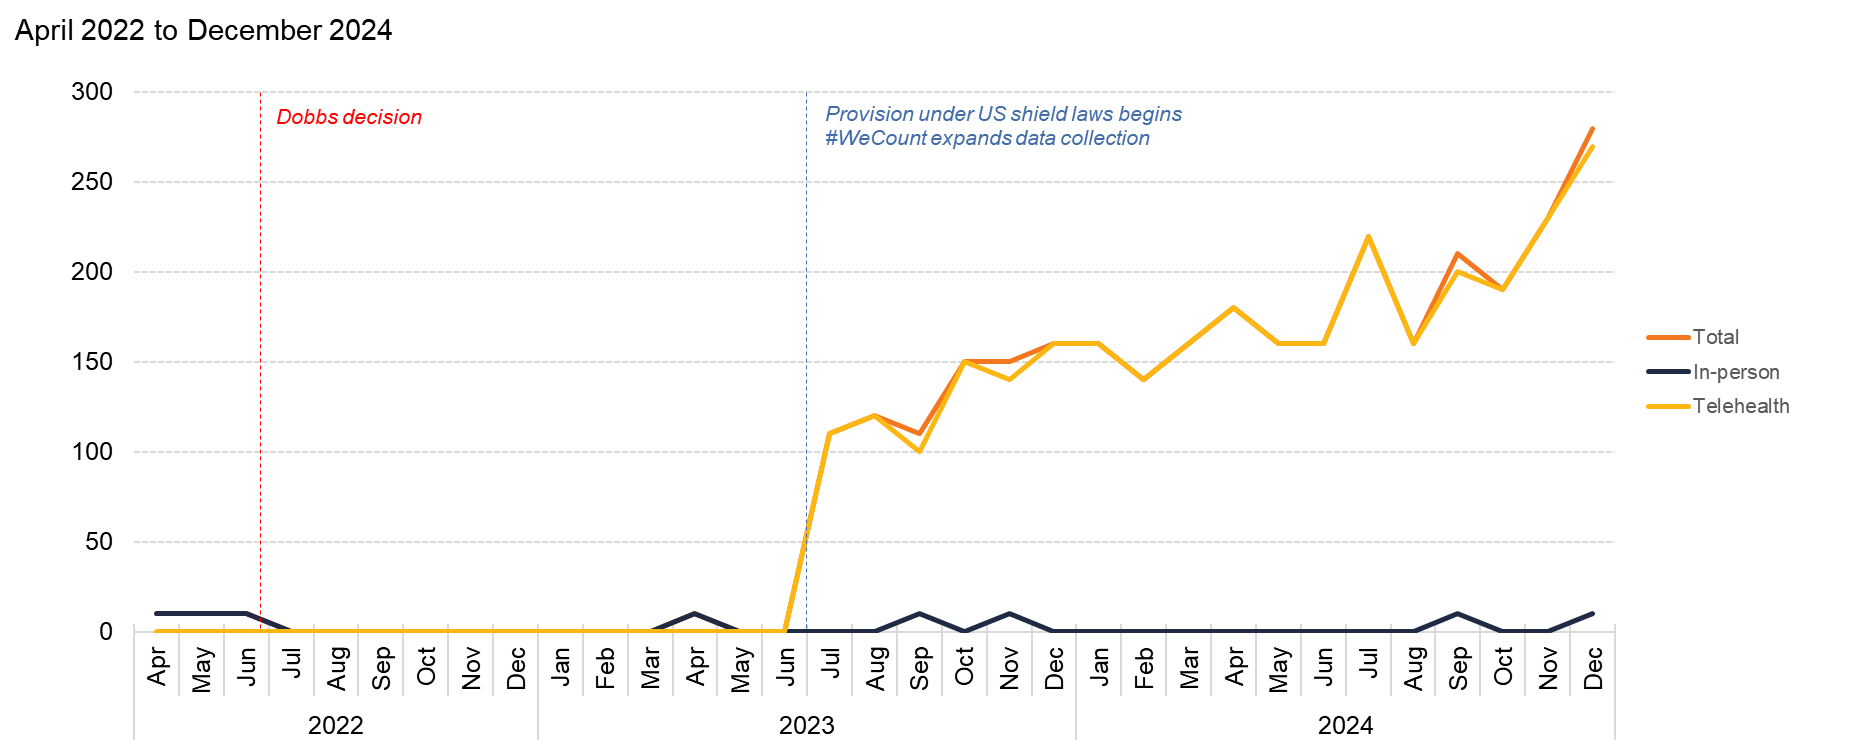 April 2022 to December 2024
300
250
200
150
100
50
0
Dobbs decision
Provision under US shield laws begins
#WeCount expands data collection
Total
In-person
Telehealth
Apr May Jun Jul Aug Sep Oct Nov Dec Jan Feb Mar Apr May Jun Jul Aug Sep Oct Nov Dec Jan Feb Mar Apr May Jun Jul Aug Sep Oct Nov Dec
2022 2023 2024